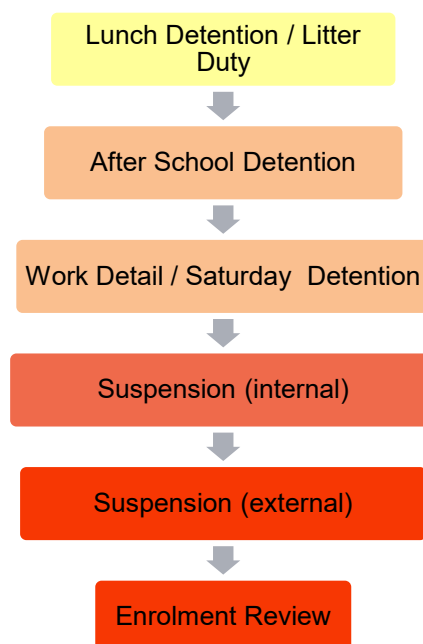 Lunch Detention / Litter
Duty
After School Detention
Work Detail / Saturday Detention
Suspension (internal)
Suspension (external)
Enrolment Review